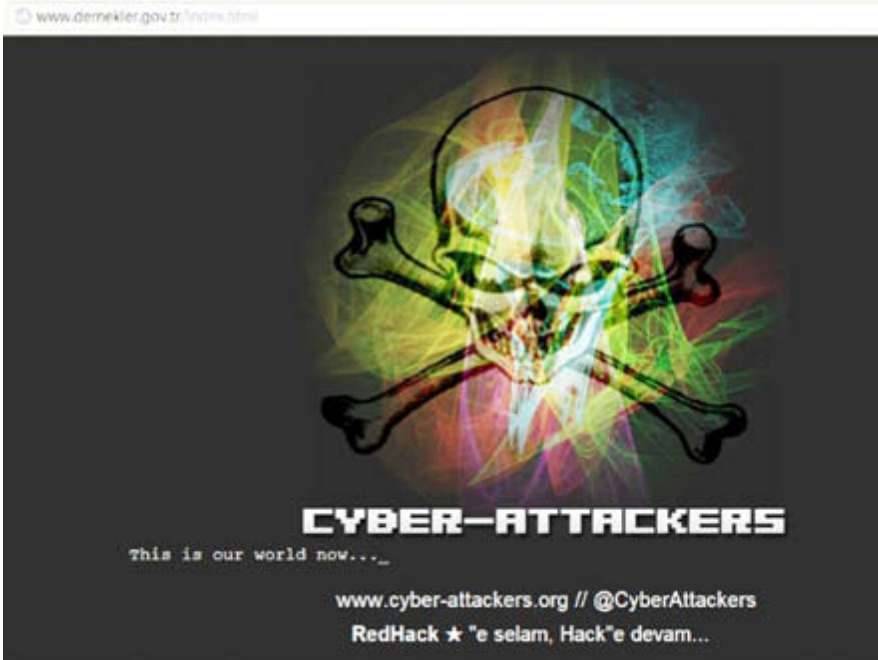 www.dernekler.gov.tr/index.html
CYBER-ATTACKERS
This is our world now..._
www.cyber-attackers.org // @CyberAttackers
RedHack ★ "e selam, Hack"e devam...